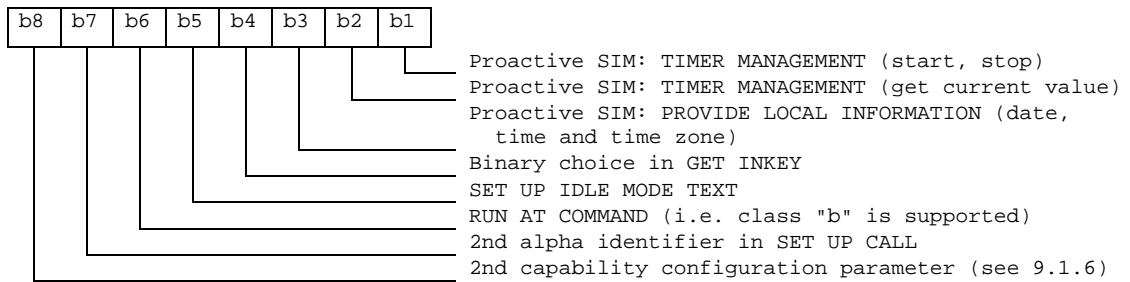 b8 b7 b6 b5 b4 b3 b2 b1
Proactive SIM: TIMER MANAGEMENT (start, stop)
Proactive SIM: TIMER MANAGEMENT (get current value)
Proactive SIM: PROVIDE LOCAL INFORMATION (date,
time and time zone)
Binary choice in GET INKEY
SET UP IDLE MODE TEXT
RUN AT COMMAND (i.e. class "b" is supported)
2nd alpha identifier in SET UP CALL
2nd capability configuration parameter (see 9.1.6)